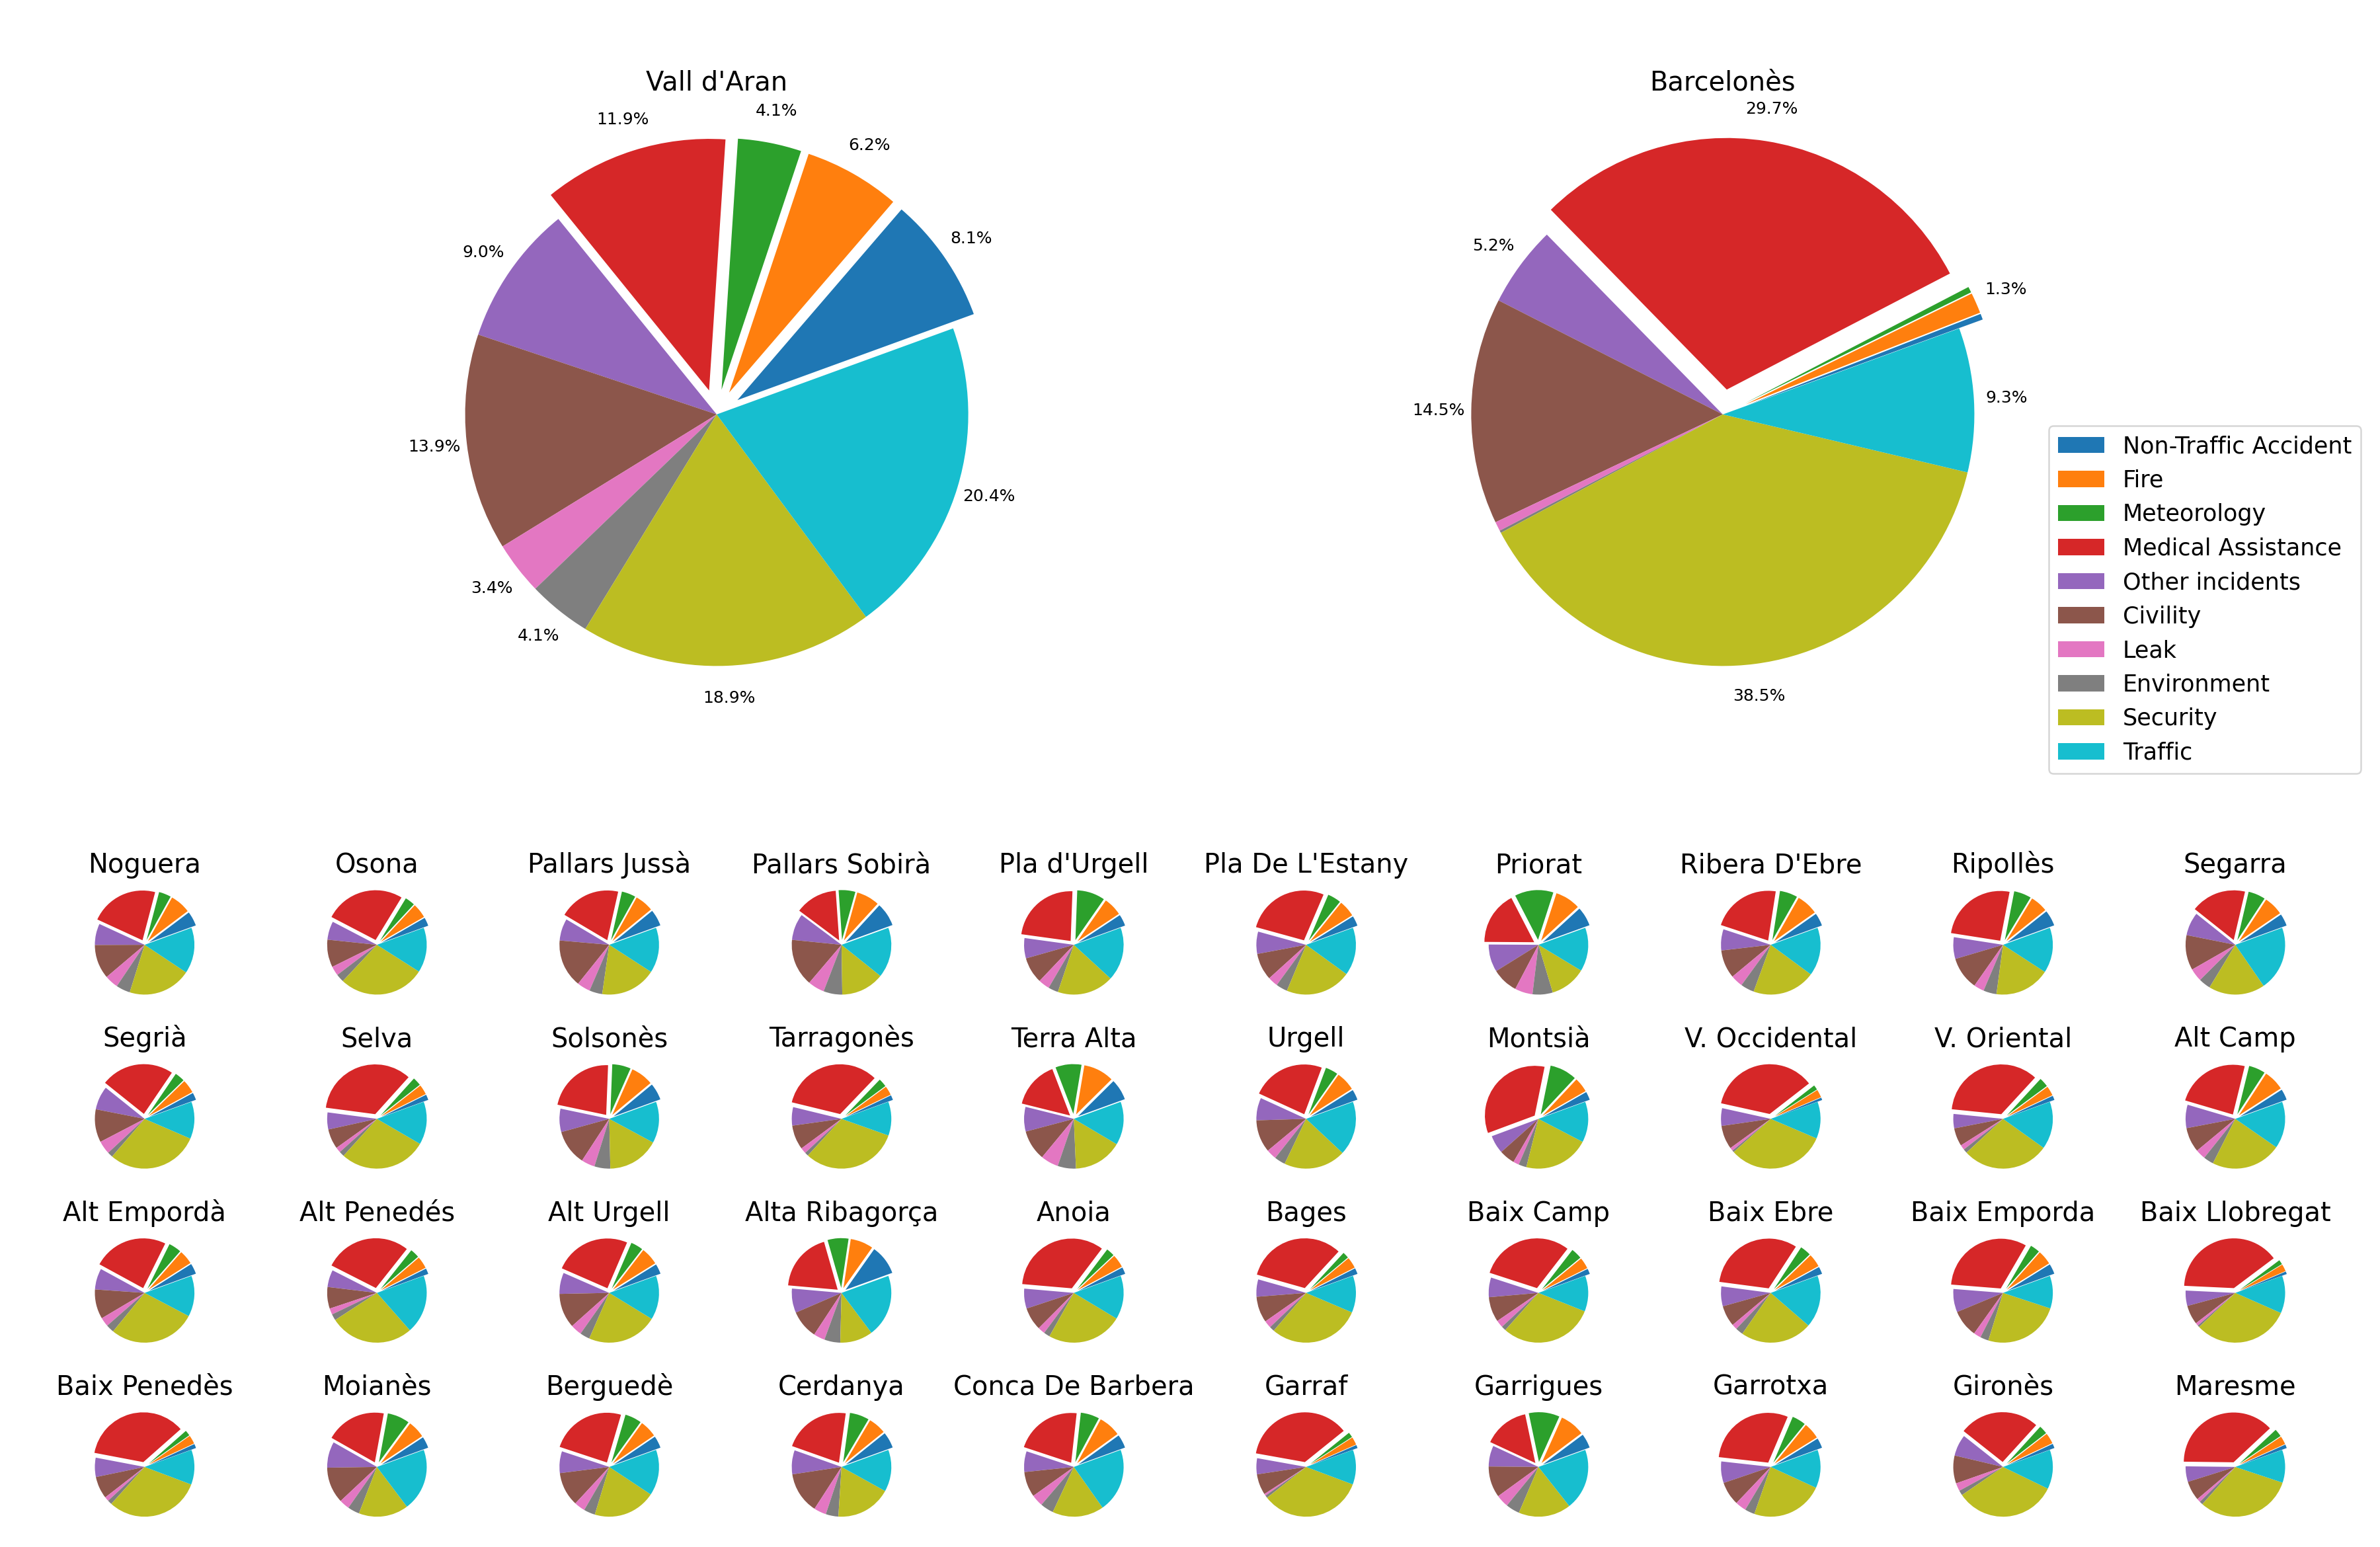 Vall d'Aran
Barcelonès
11.9%
4.1%
6.2%
8.1%
9.0%
13.9%
3.4%
4.1%
18.9%
20.4%
29.7%
5.2%
1.3%
14.5%
9.3%
38.5%
Non-Traffic Accident
Fire
Meteorology
Medical Assistance
Other incidents
Civility
Leak
Environment
Security
Traffic
Noguera
Osona
Pallars Jussà
Pallars Sobirà
Pla d'Urgell
Pla De L'Estany
Priorat
Ribera D'Ebre
Ripollès
Segarra
Segrià
Selva
Solsonès
Tarragonès
Terra Alta
Urgell
Montsià
V. Occidental
V. Oriental
Alt Camp
Alt Empordà
Alt Penedés
Alt Urgell
Alta Ribagorça
Anoia
Bages
Baix Camp
Baix Ebre
Baix Emporda
Baix Llobregat
Baix Penedès
Moianès
Berguedè
Cerdanya
Conca De Barbera
Garraf
Garrigues
Garrotxa
Gironès
Maresme